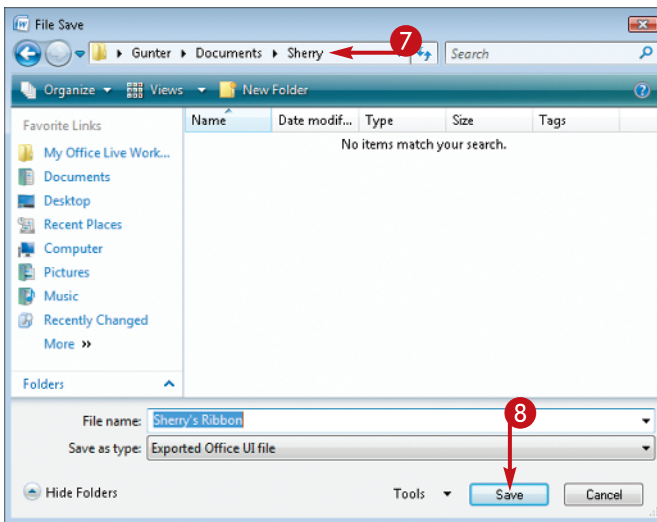 File Save
Gunter Documents Sherry 7 Search
Organize Views New Folder
Favorite Links
My Office Live Work...
Documents
Desktop
Recent Places
Computer
Pictures
Music
Recently Changed
More »
Folders
Name Date modif... Type Size Tags
No items match your search.
File name: Sherry's Ribbon
Save as type: Exported Office UI file
8
Hide Folders Tools Save Cancel